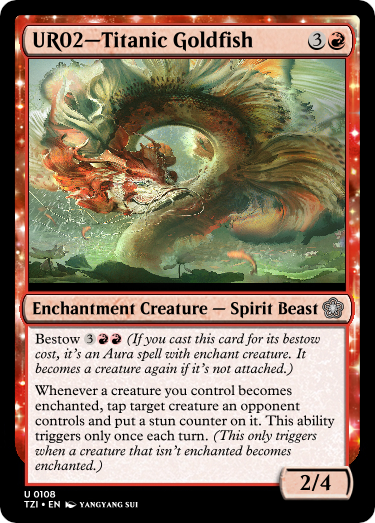 UR02—Titanic Goldfish 3
Enchantment Creature — Spirit Beast
Bestow 3 (If you cast this card for its bestow
cost, it's an Aura spell with enchant creature. It
becomes a creature again if it's not attached.)
Whenever a creature you control becomes
enchanted, tap target creature an opponent
controls and put a stun counter on it. This ability
triggers only once each turn. (This only triggers
when a creature that isn't enchanted becomes
enchanted.)
2/4
U 0108
TZI • EN YANGYANG SUI